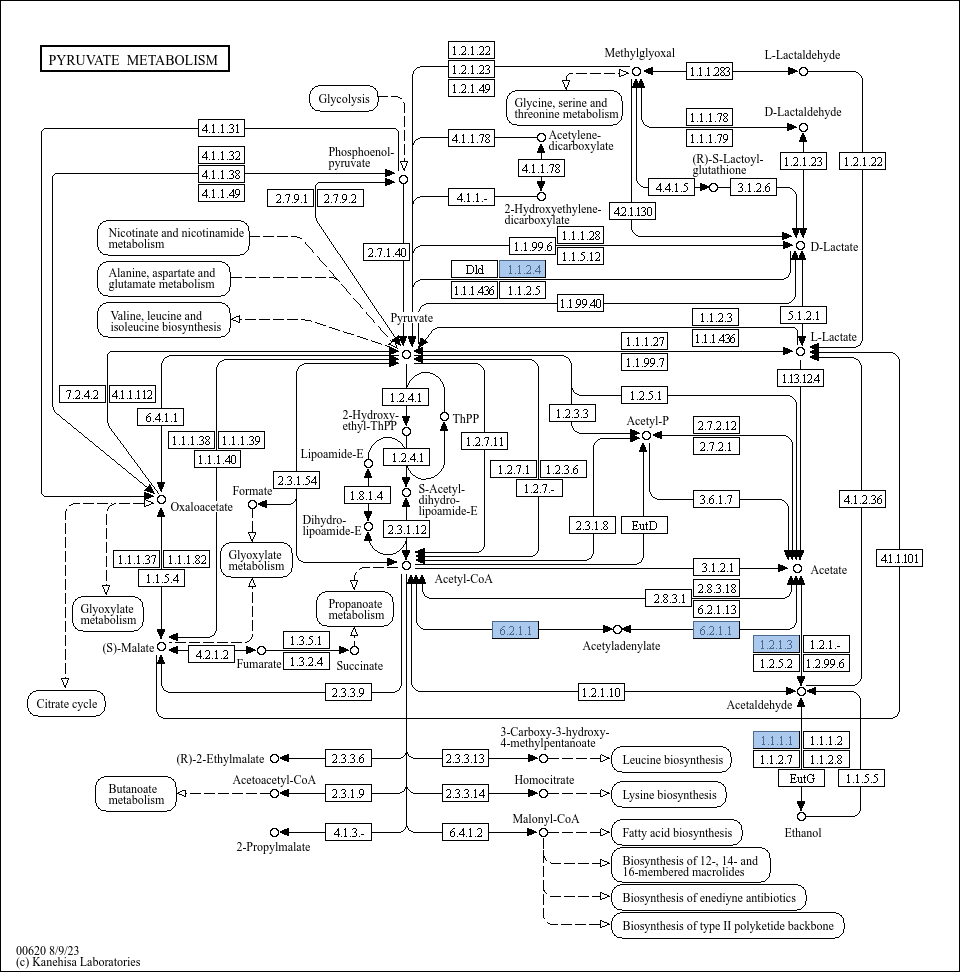 PYRUVATE METABOLISM
1.2.1.22
1.2.1.23
1.2.1.49
Methylglyoxal
1.1.1.283
L-Lactaldehyde
Glycolysis
Glycine, serine and
threonine metabolism
1.1.1.78
1.1.1.79
D-Lactaldehyde
4.1.1.31
4.1.1.32
4.1.1.38
4.1.1.49
Phosphoenol-
pyruvate
4.1.1.78
Acetylene-
dicarboxylate
4.1.1.78
(R)-S-Lactoyl-
glutathione
1.2.1.23
1.2.1.22
2.7.9.1
2.7.9.2
4.1.1.-
2-Hydroxyethylene-
dicarboxylate
4.4.1.5
3.1.2.6
4.2.1.130
Nicotinate and nicotinamide
metabolism
2.7.1.40
1.1.99.6
1.1.1.28
1.1.5.12
D-Lactate
Alanine, aspartate and
glutamate metabolism
Dld
1.1.2.4
1.1.1.436
1.1.2.5
1.1.99.40
Valine, leucine and
isoleucine biosynthesis
Pyruvate
1.1.2.3
1.1.1.436
5.1.2.1
L-Lactate
1.1.1.27
1.1.99.7
1.13.12.4
7.2.4.2
4.1.1.112
6.4.1.1
1.2.4.1
1.2.5.1
2-Hydroxy-
ethyl-ThPP
ThPP
1.2.3.3
Acetyl-P
2.7.2.12
2.7.2.1
1.1.1.38
1.1.1.39
1.1.1.40
Lipoamide-E
1.2.4.1
1.2.7.11
1.2.7.1
1.2.3.6
1.2.7.-
2.3.1.54
Formate
1.8.1.4
S-Acetyl-
dihydro-
lipoamide-E
3.6.1.7
4.1.2.36
Oxaloacetate
Dihydro-
lipoamide-E
2.3.1.12
2.3.1.8
EutD
1.1.1.37
1.1.1.82
1.1.5.4
Glyoxylate
metabolism
Acetyl-CoA
3.1.2.1
Acetate
4.1.1.101
Glyoxylate
metabolism
Propanoate
metabolism
2.8.3.1
2.8.3.18
6.2.1.13
6.2.1.1
6.2.1.1
Acetyladenylate
(S)-Malate
4.2.1.2
Fumarate
1.3.5.1
1.3.2.4
Succinate
1.2.1.3
1.2.1.-
1.2.5.2
1.2.99.6
Citrate cycle
2.3.3.9
1.2.1.10
Acetaldehyde
(R)-2-Ethylmalate
2.3.3.6
2.3.3.13
3-Carboxy-3-hydroxy-
4-methylpentanoate
Leucine biosynthesis
1.1.1.1
1.1.1.2
1.1.2.7
1.1.2.8
EutG
1.1.5.5
Butanoate
metabolism
Acetoacetyl-CoA
2.3.1.9
2.3.3.14
Homocitrate
Lysine biosynthesis
2-Propylmalate
4.1.3.-
6.4.1.2
Malonyl-CoA
Fatty acid biosynthesis
Ethanol
Biosynthesis of 12-, 14- and
16-membered macrolides
Biosynthesis of enediyne antibiotics
Biosynthesis of type II polyketide backbone
00620 8/9/23
(c) Kanehisa Laboratories